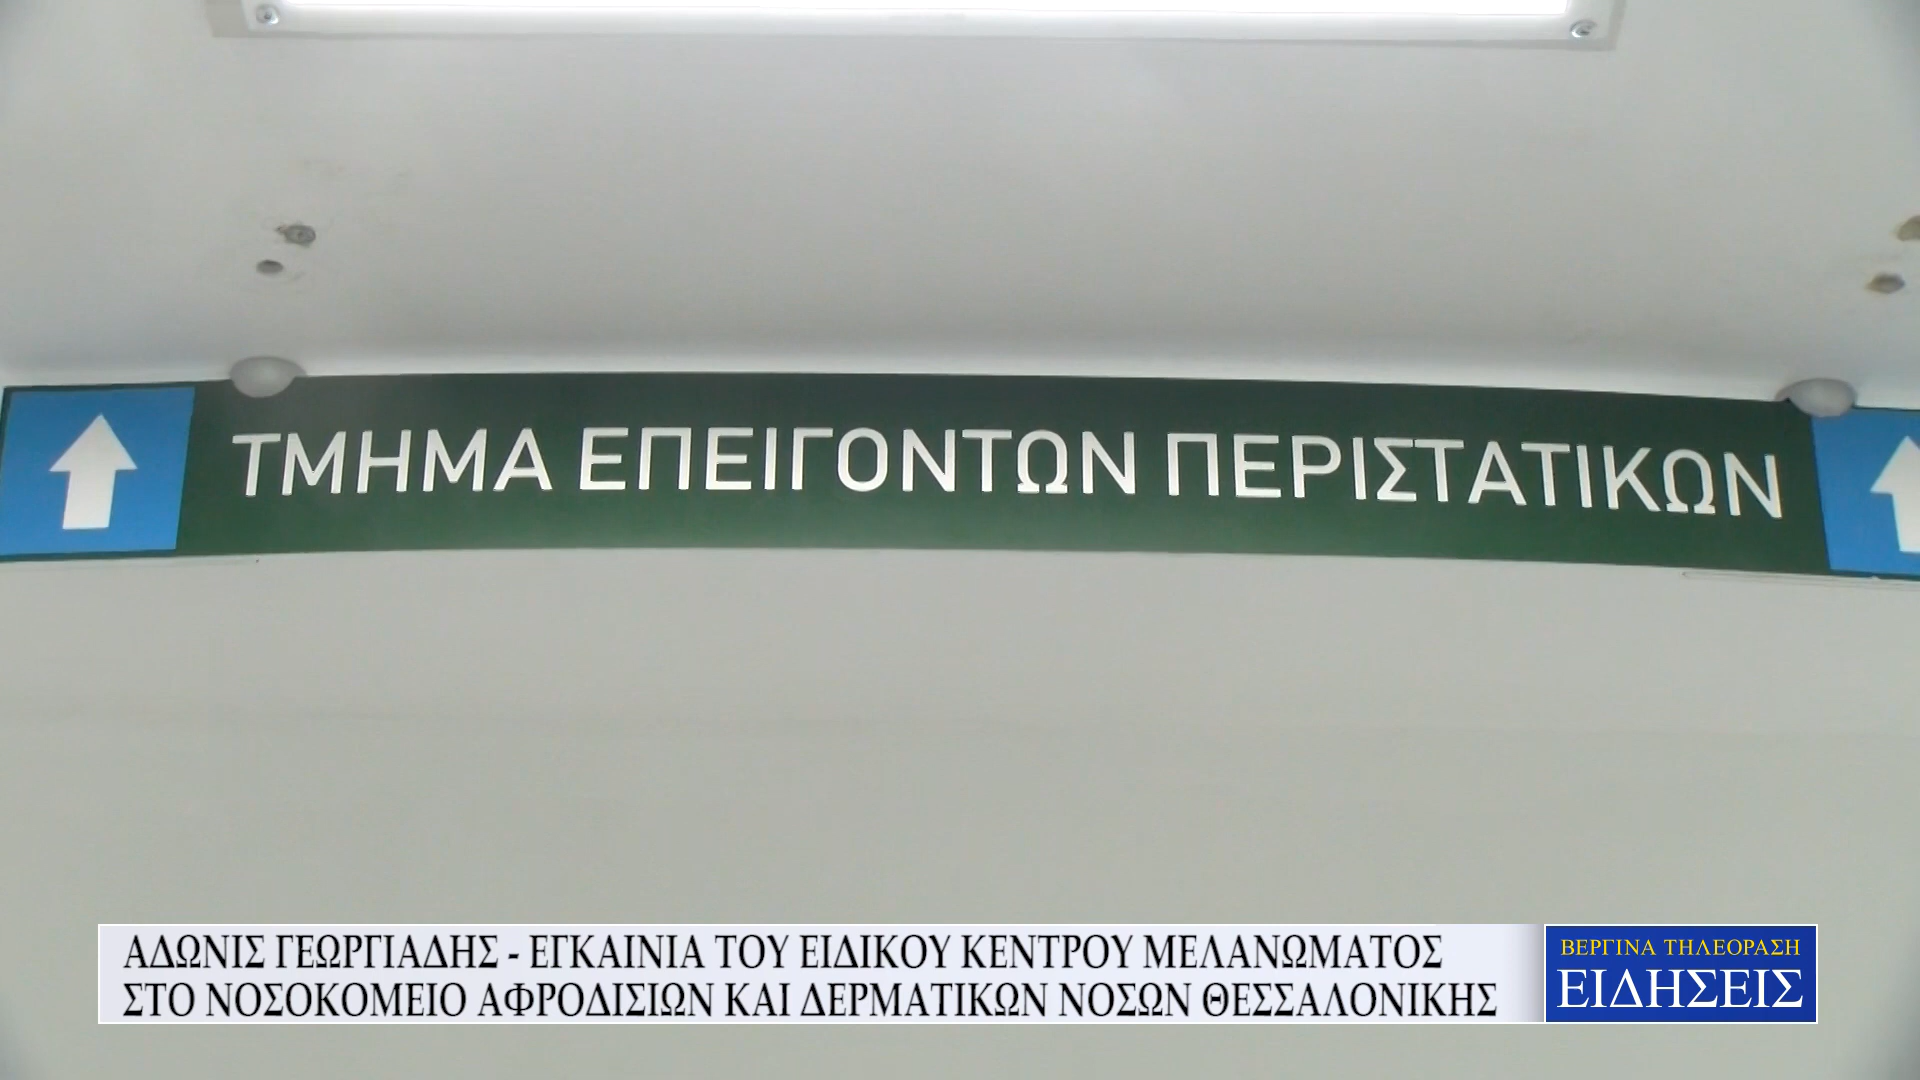 ΤΜΗΜΑ ΕΠΕΙΓΟΝΤΩΝ ΠΕΡΙΣΤΑΤΙΚΩΝ
ΑΔΩΝΙΣ ΓΕΩΡΓΙΑΔΗΣ - ΕΓΚΑΙΝΙΑ ΤΟΥ ΕΙΔΙΚΟΥ ΚΕΝΤΡΟΥ ΜΕΛΑΝΩΜΑΤΟΣ
ΣΤΟ ΝΟΣΟΚΟΜΕΙΟ ΑΦΡΟΔΙΣΙΩΝ ΚΑΙ ΔΕΡΜΑΤΙΚΩΝ ΝΟΣΩΝ ΘΕΣΣΑΛΟΝΙΚΗΣ
ΒΕΡΓΙΝΑ ΤΗΛΕΟΡΑΣΗ
ΕΙΔΗΣΕΙΣ